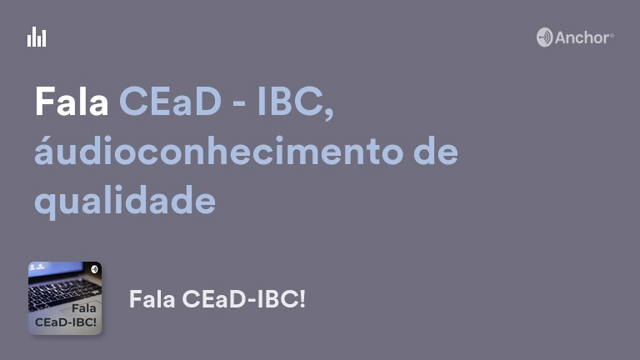 Anchor
Fala CEaD - IBC,
áudioconhecimento de
qualidade
Fala
CEaD-IBC!
Fala CEaD-IBC!